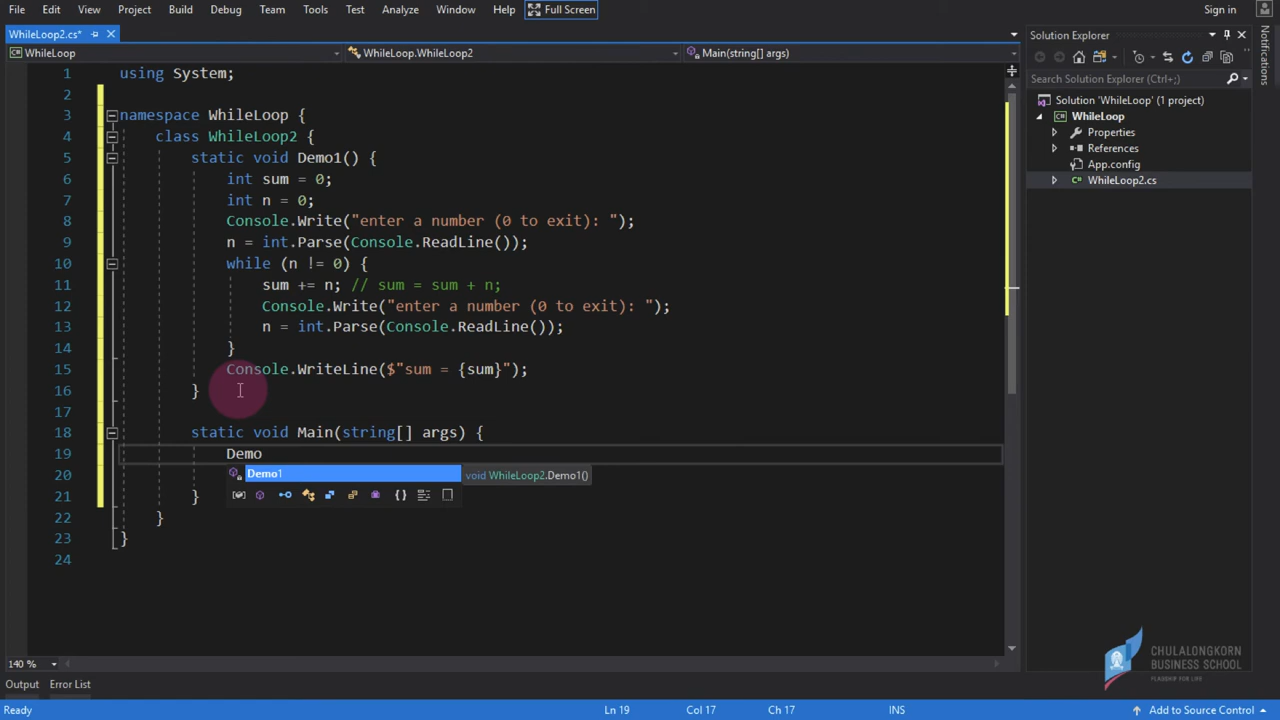 File Edit View Project Build Debug Team Tools Test Analyze Window Help Full Screen Sign in
WhileLoop2.cs*
WhileLoop WhileLoop.WhileLoop2 Main(string[] args)
1 using System;
2
3 namespace WhileLoop {
4 class WhileLoop2 {
5 static void Demo1() {
6 int sum = 0;
7 int n = 0;
8 Console.Write("enter a number (0 to exit): ");
9 n = int.Parse(Console.ReadLine());
10 while (n != 0) {
11 sum += n; // sum = sum + n;
12 Console.Write("enter a number (0 to exit): ");
13 n = int.Parse(Console.ReadLine());
14 }
15 Console.WriteLine($"sum = {sum}");
16 }
17
18 static void Main(string[] args) {
19 Demo
20 Demo1 void WhileLoop2.Demo1()
21 }
22 }
23 }
24
140 %
Output Error List
Ready Ln 19 Col 17 Ch 17 INS Add to Source Control
Solution Explorer
Search Solution Explorer (Ctrl+;)
Solution 'WhileLoop' (1 project)
WhileLoop
Properties
References
App.config
WhileLoop2.cs
Notifications
CHULALONGKORN
BUSINESS SCHOOL
FLAGSHIP FOR LIFE